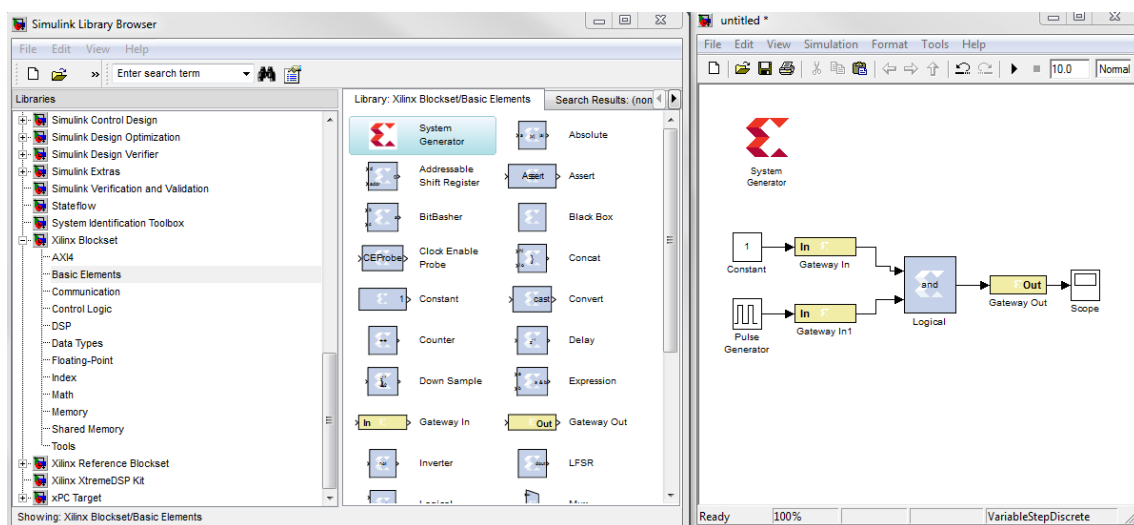 Simulink Library Browser
File Edit View Help
» Enter search term
Libraries
Simulink Control Design
Simulink Design Optimization
Simulink Design Verifier
Simulink Extras
Simulink Verification and Validation
Stateflow
System Identification Toolbox
Xilinx Blockset
AXI4
Basic Elements
Communication
Control Logic
DSP
Data Types
Floating-Point
Index
Math
Memory
Shared Memory
Tools
Xilinx Reference Blockset
Xilinx XtremeDSP Kit
xPC Target
Showing: Xilinx Blockset/Basic Elements
Library: Xilinx Blockset/Basic Elements
Search Results: (non
System
Generator
Absolute
Addressable
Shift Register
Assert
Assert
BitBasher
Black Box
CEProbe
Clock Enable
Probe
Concat
1
Constant
cast
Convert
Counter
Delay
Down Sample
Expression
In
Gateway In
Out
Gateway Out
Inverter
LFSR
untitled *
File Edit View Simulation Format Tools Help
10.0 Normal
System
Generator
1
Constant
In
Gateway In
Pulse
Generator
In
Gateway In1
and
Logical
Out
Gateway Out
Scope
Ready 100% VariableStepDiscrete